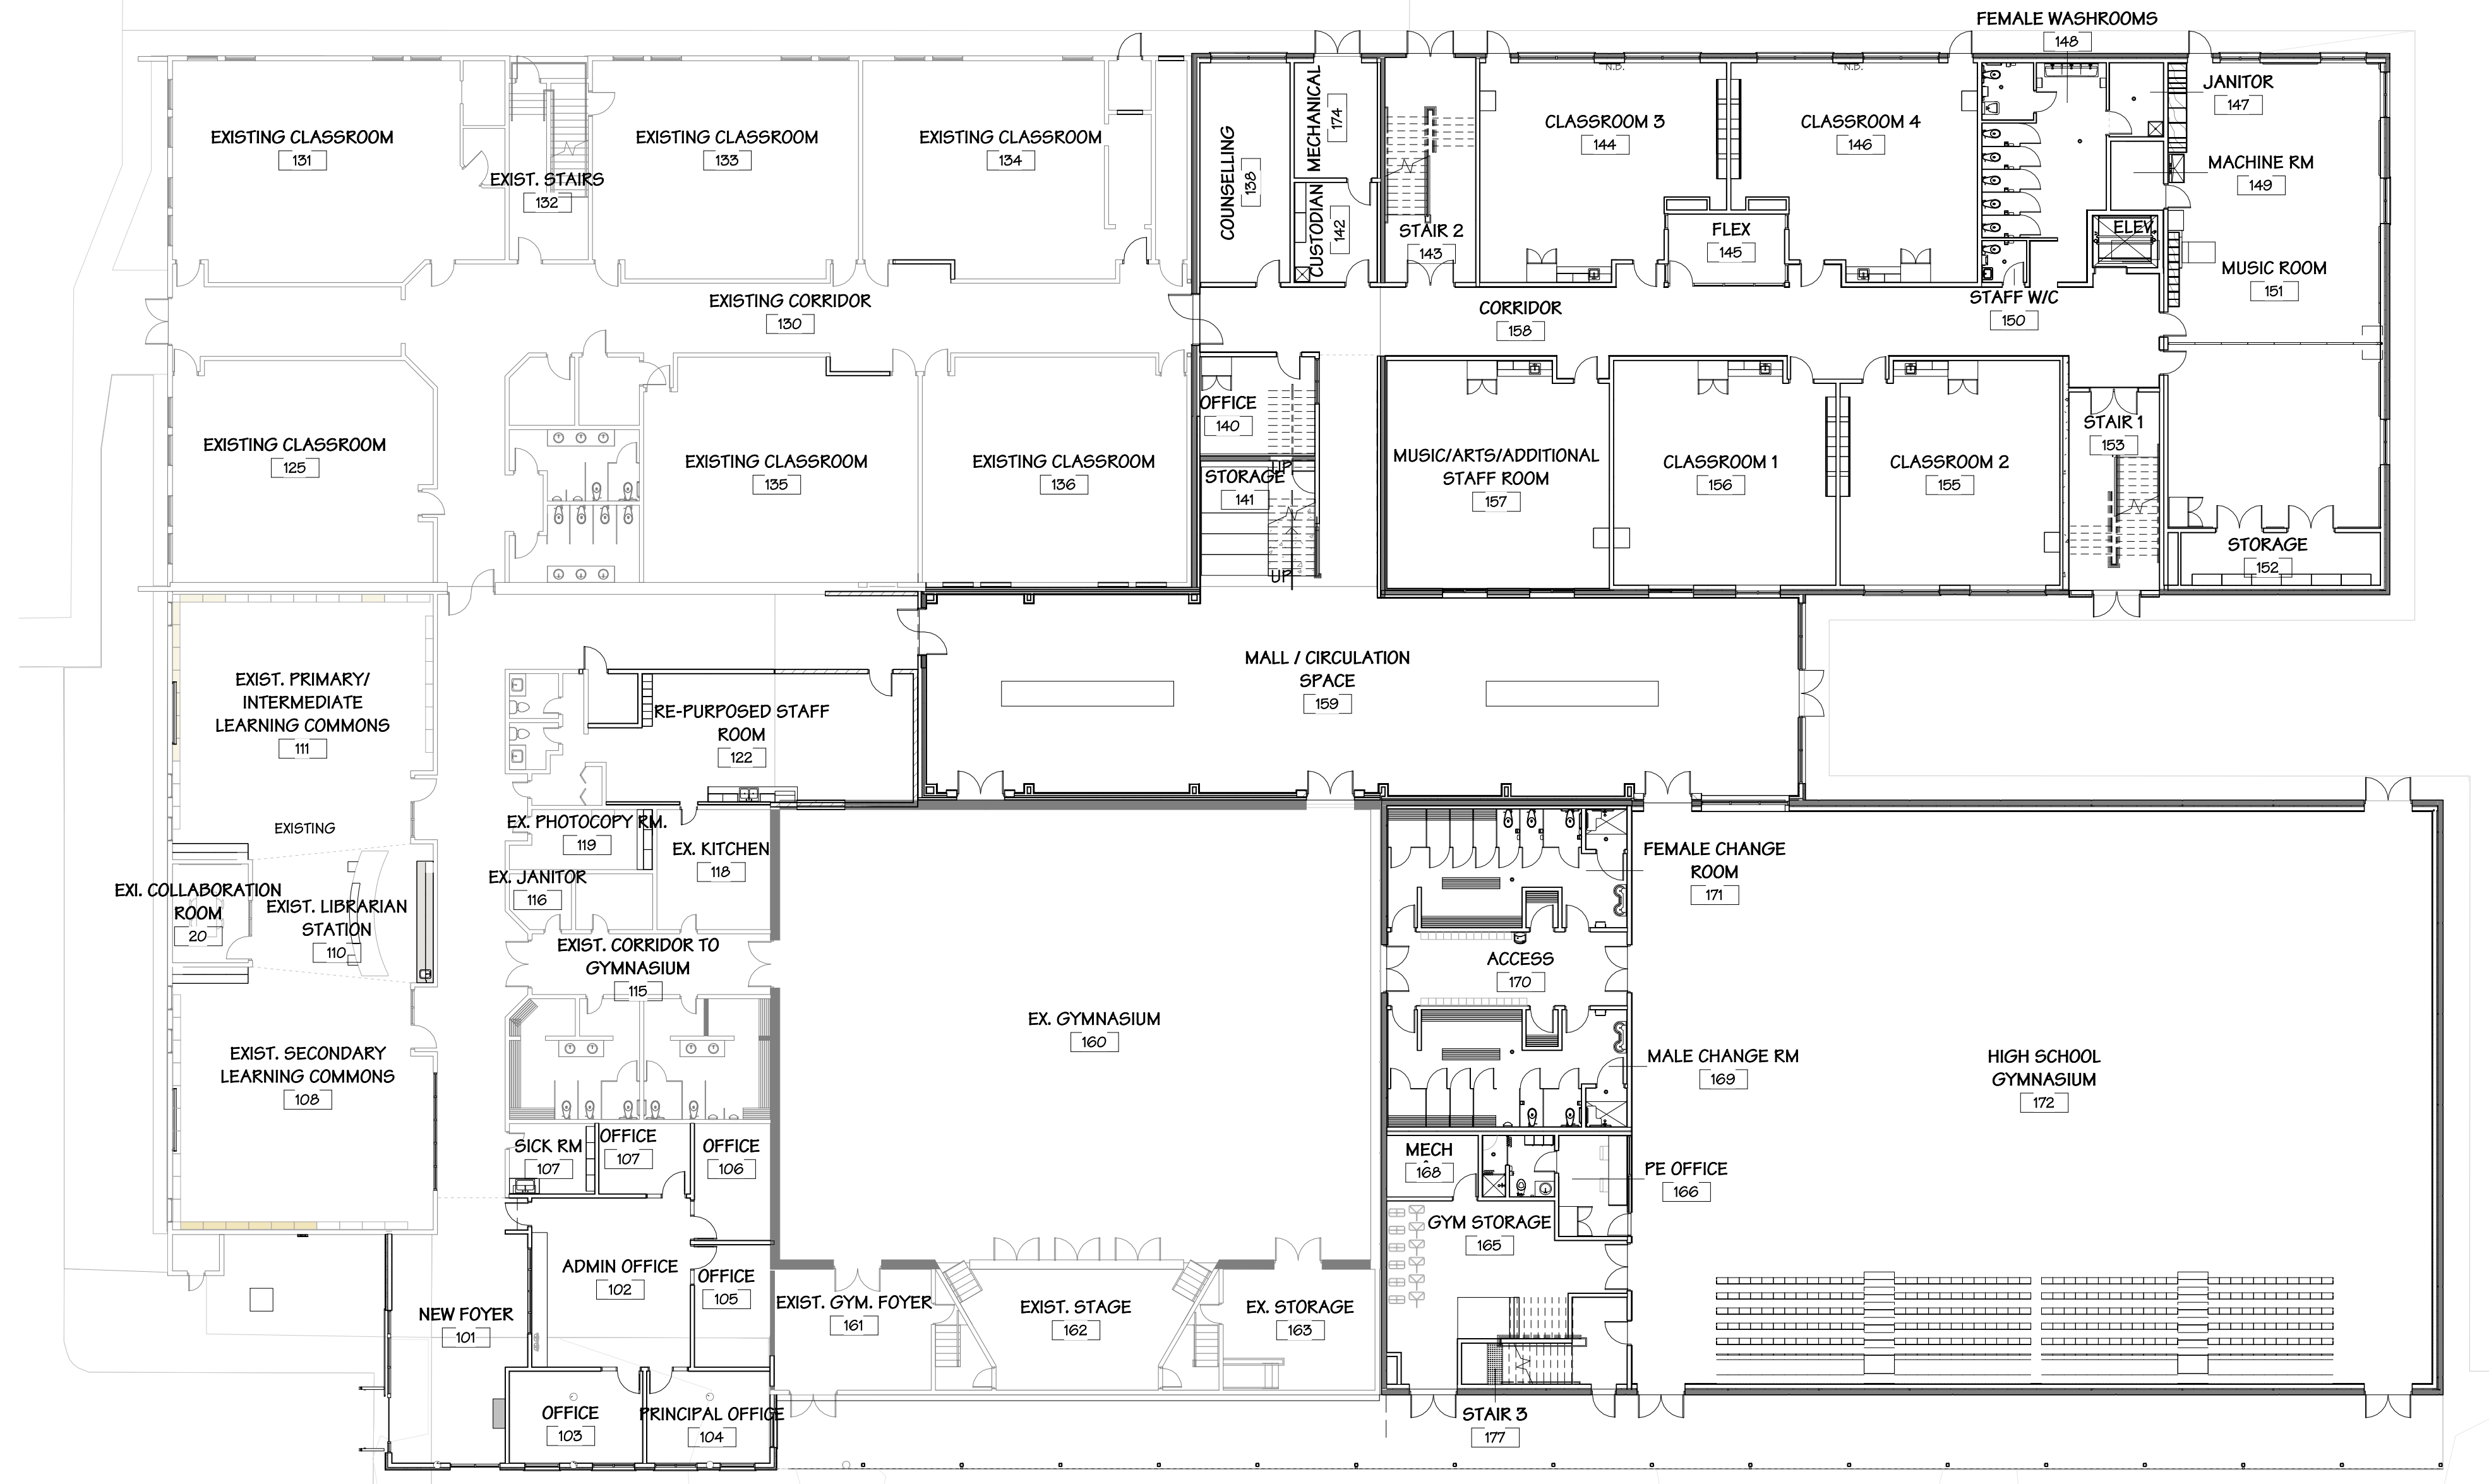 FEMALE WASHROOMS
148
N.B.
N.B.
EXISTING CLASSROOM
131
EXIST. STAIRS
132
EXISTING CLASSROOM
133
EXISTING CLASSROOM
134
COUNSELLING
138
MECHANICAL
174
CUSTODIAN
142
STAIR 2
143
CLASSROOM 3
144
FLEX
145
CLASSROOM 4
146
JANITOR
147
MACHINE RM
149
ELEV.
MUSIC ROOM
151
STAFF W/C
150
EXISTING CORRIDOR
130
CORRIDOR
158
EXISTING CLASSROOM
125
EXISTING CLASSROOM
135
EXISTING CLASSROOM
136
OFFICE
140
UP
STORAGE
141
UP
MUSIC/ARTS/ADDITIONAL
STAFF ROOM
157
CLASSROOM 1
156
CLASSROOM 2
155
STAIR 1
153
STORAGE
152
EXIST. PRIMARY/
INTERMEDIATE
LEARNING COMMONS
111
RE-PURPOSED STAFF
ROOM
122
MALL / CIRCULATION
SPACE
159
EXISTING
EX. PHOTOCOPY RM.
119
EX. KITCHEN
118
EX. JANITOR
116
EXI. COLLABORATION
ROOM
20
EXIST. LIBRARIAN
STATION
110
EXIST. CORRIDOR TO
GYMNASIUM
115
EX. GYMNASIUM
160
FEMALE CHANGE
ROOM
171
ACCESS
170
MALE CHANGE RM
169
HIGH SCHOOL
GYMNASIUM
172
EXIST. SECONDARY
LEARNING COMMONS
108
SICK RM
107
OFFICE
107
OFFICE
106
MECH
168
PE OFFICE
166
GYM STORAGE
165
ADMIN OFFICE
102
OFFICE
105
NEW FOYER
101
EXIST. GYM. FOYER
161
EXIST. STAGE
162
EX. STORAGE
163
OFFICE
103
PRINCIPAL OFFICE
104
STAIR 3
177